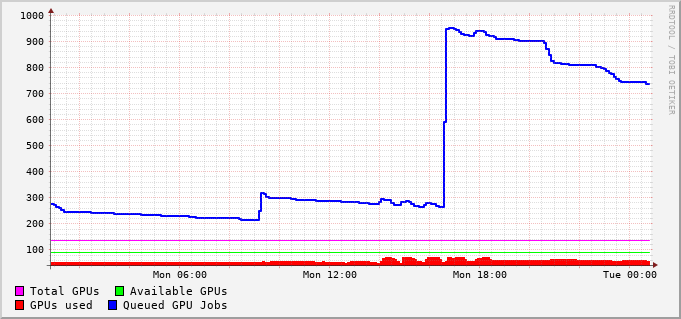 RRDTOOL / TOBI OETIKER
1000
900
800
700
600
500
400
300
200
100
Mon 06:00 Mon 12:00 Mon 18:00 Tue 00:00
Total GPUs Available GPUs
GPUs used Queued GPU Jobs